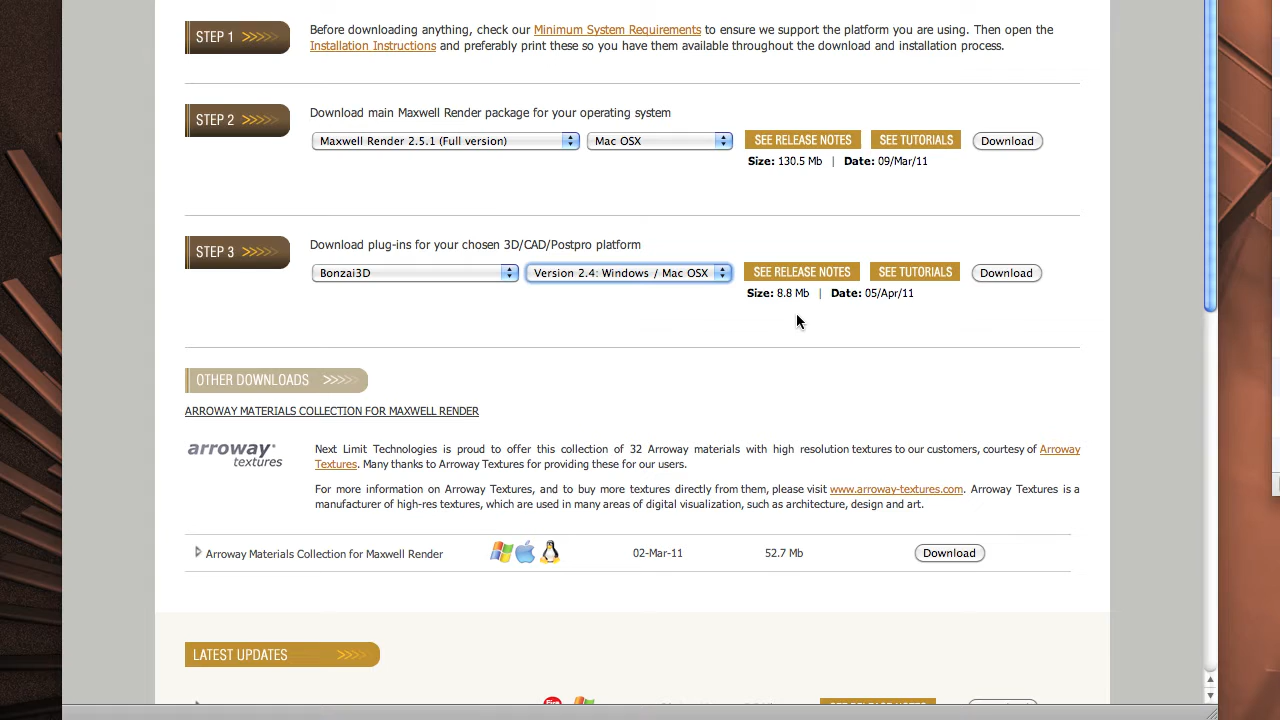 STEP 1
Before downloading anything, check our Minimum System Requirements to ensure we support the platform you are using. Then open the
Installation Instructions and preferably print these so you have them available throughout the download and installation process.
STEP 2
Download main Maxwell Render package for your operating system
Maxwell Render 2.5.1 (Full version) Mac OSX SEE RELEASE NOTES SEE TUTORIALS Download
Size: 130.5 Mb | Date: 09/Mar/11
STEP 3
Download plug-ins for your chosen 3D/CAD/Postpro platform
Bonzai3D Version 2.4: Windows / Mac OSX SEE RELEASE NOTES SEE TUTORIALS Download
Size: 8.8 Mb | Date: 05/Apr/11
OTHER DOWNLOADS
ARROWAY MATERIALS COLLECTION FOR MAXWELL RENDER
arroway
textures
Next Limit Technologies is proud to offer this collection of 32 Arroway materials with high resolution textures to our customers, courtesy of Arroway
Textures. Many thanks to Arroway Textures for providing these for our users.
For more information on Arroway Textures, and to buy more textures directly from them, please visit www.arroway-textures.com. Arroway Textures is a
manufacturer of high-res textures, which are used in many areas of digital visualization, such as architecture, design and art.
Arroway Materials Collection for Maxwell Render 02-Mar-11 52.7 Mb Download
LATEST UPDATES
SEE RELEASE NOTES